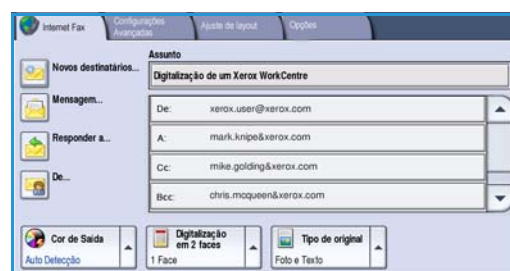 Internet Fax
Configurações Avançadas
Ajuste de layout
Opções
Assunto
Novos destinatários...
Digitalização de um Xerox WorkCentre
Mensagem...
De: xerox.user@xerox.com
Responder a...
A: mark.knipe&xerox.com
De...
Cc: mike.golding&xerox.com
Bcc: chris.mcqueen&xerox.com
Cor de Saída
Auto Detecção
Digitalização em 2 faces
1 Face
Tipo de original
Foto e Texto